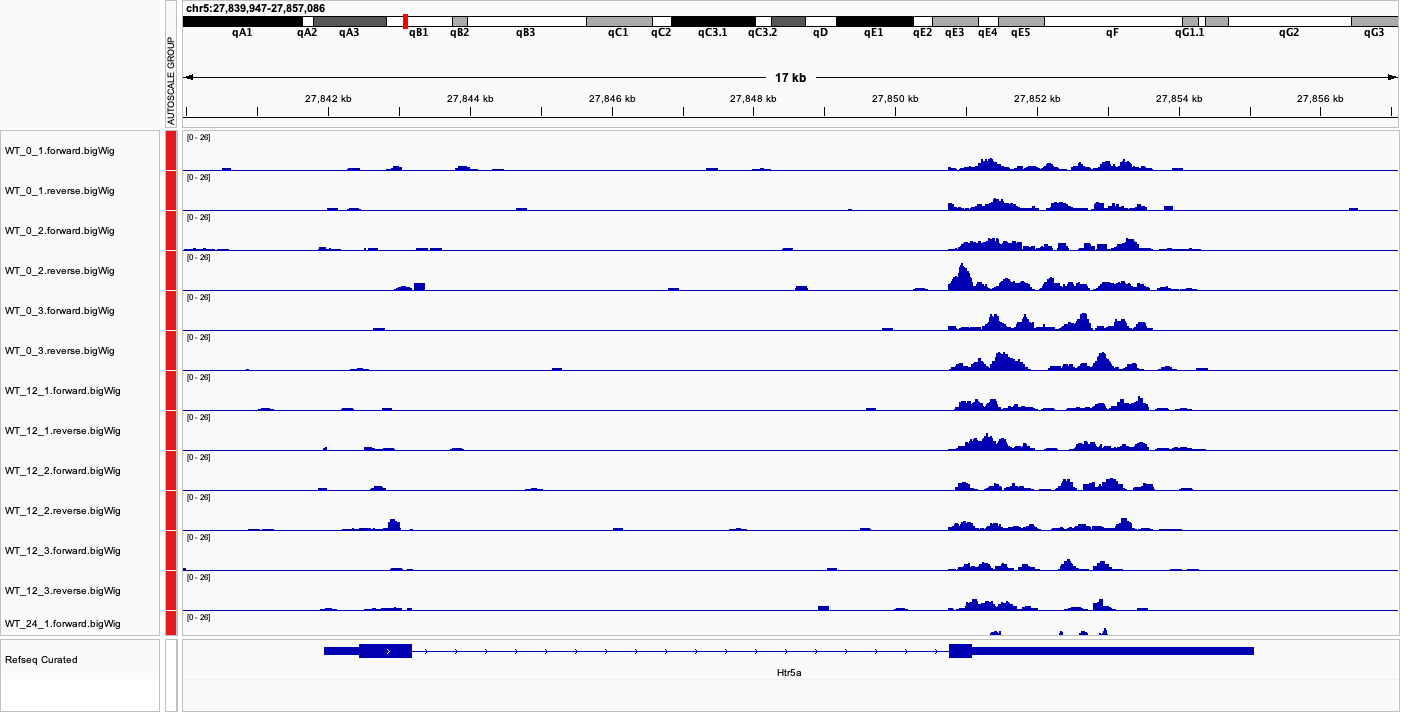 chr5:27,839,947-27,857,086
qA1 qA2 qA3 qB1 qB2 qB3 qC1 qC2 qC3.1 qC3.2 qD qE1 qE2 qE3 qE4 qE5 qF qG1.1 qG2 qG3
17 kb
27,842 kb 27,844 kb 27,846 kb 27,848 kb 27,850 kb 27,852 kb 27,854 kb 27,856 kb
AUTOSCALE GROUP
[0 - 26]
WT_0_1.forward.bigWig
[0 - 26]
WT_0_1.reverse.bigWig
[0 - 26]
WT_0_2.forward.bigWig
[0 - 26]
WT_0_2.reverse.bigWig
[0 - 26]
WT_0_3.forward.bigWig
[0 - 26]
WT_0_3.reverse.bigWig
[0 - 26]
WT_12_1.forward.bigWig
[0 - 26]
WT_12_1.reverse.bigWig
[0 - 26]
WT_12_2.forward.bigWig
[0 - 26]
WT_12_2.reverse.bigWig
[0 - 26]
WT_12_3.forward.bigWig
[0 - 26]
WT_12_3.reverse.bigWig
[0 - 26]
WT_24_1.forward.bigWig
Refseq Curated
Htr5a